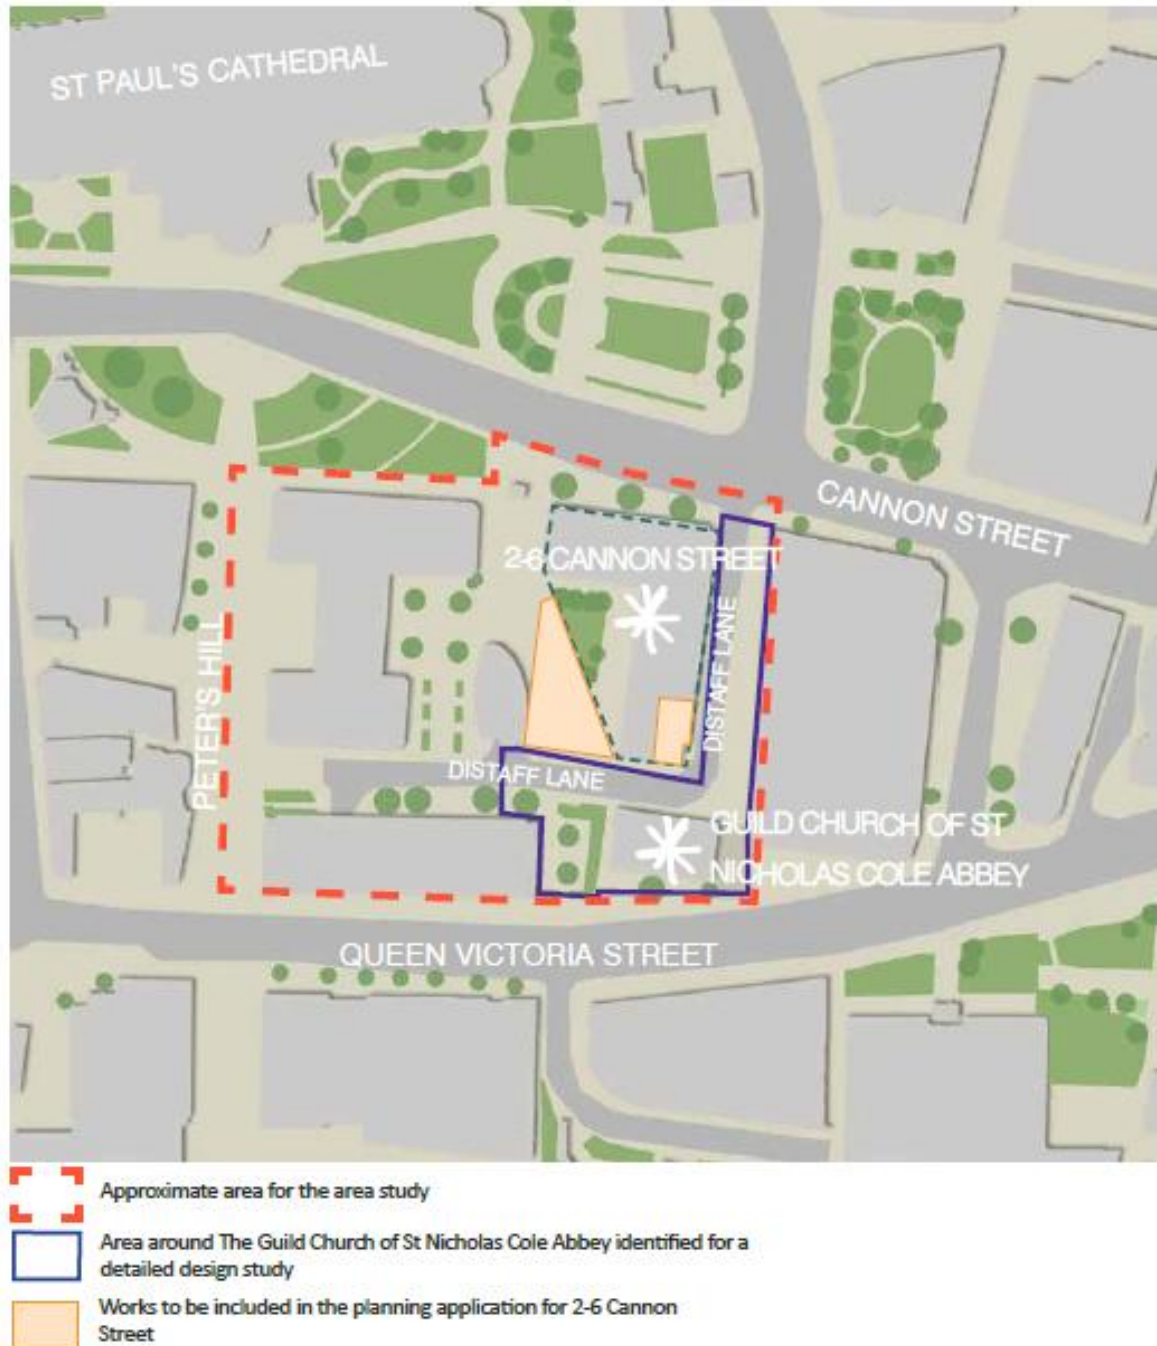 ST PAUL'S CATHEDRAL
CANNON STREET
2-6 CANNON STREET
DISTAFF LANE
PETER'S HILL
DISTAFF LANE
GUILD CHURCH OF ST
NICHOLAS COLE ABBEY
QUEEN VICTORIA STREET
Approximate area for the area study
Area around The Guild Church of St Nicholas Cole Abbey identified for a
detailed design study
Works to be included in the planning application for 2-6 Cannon
Street